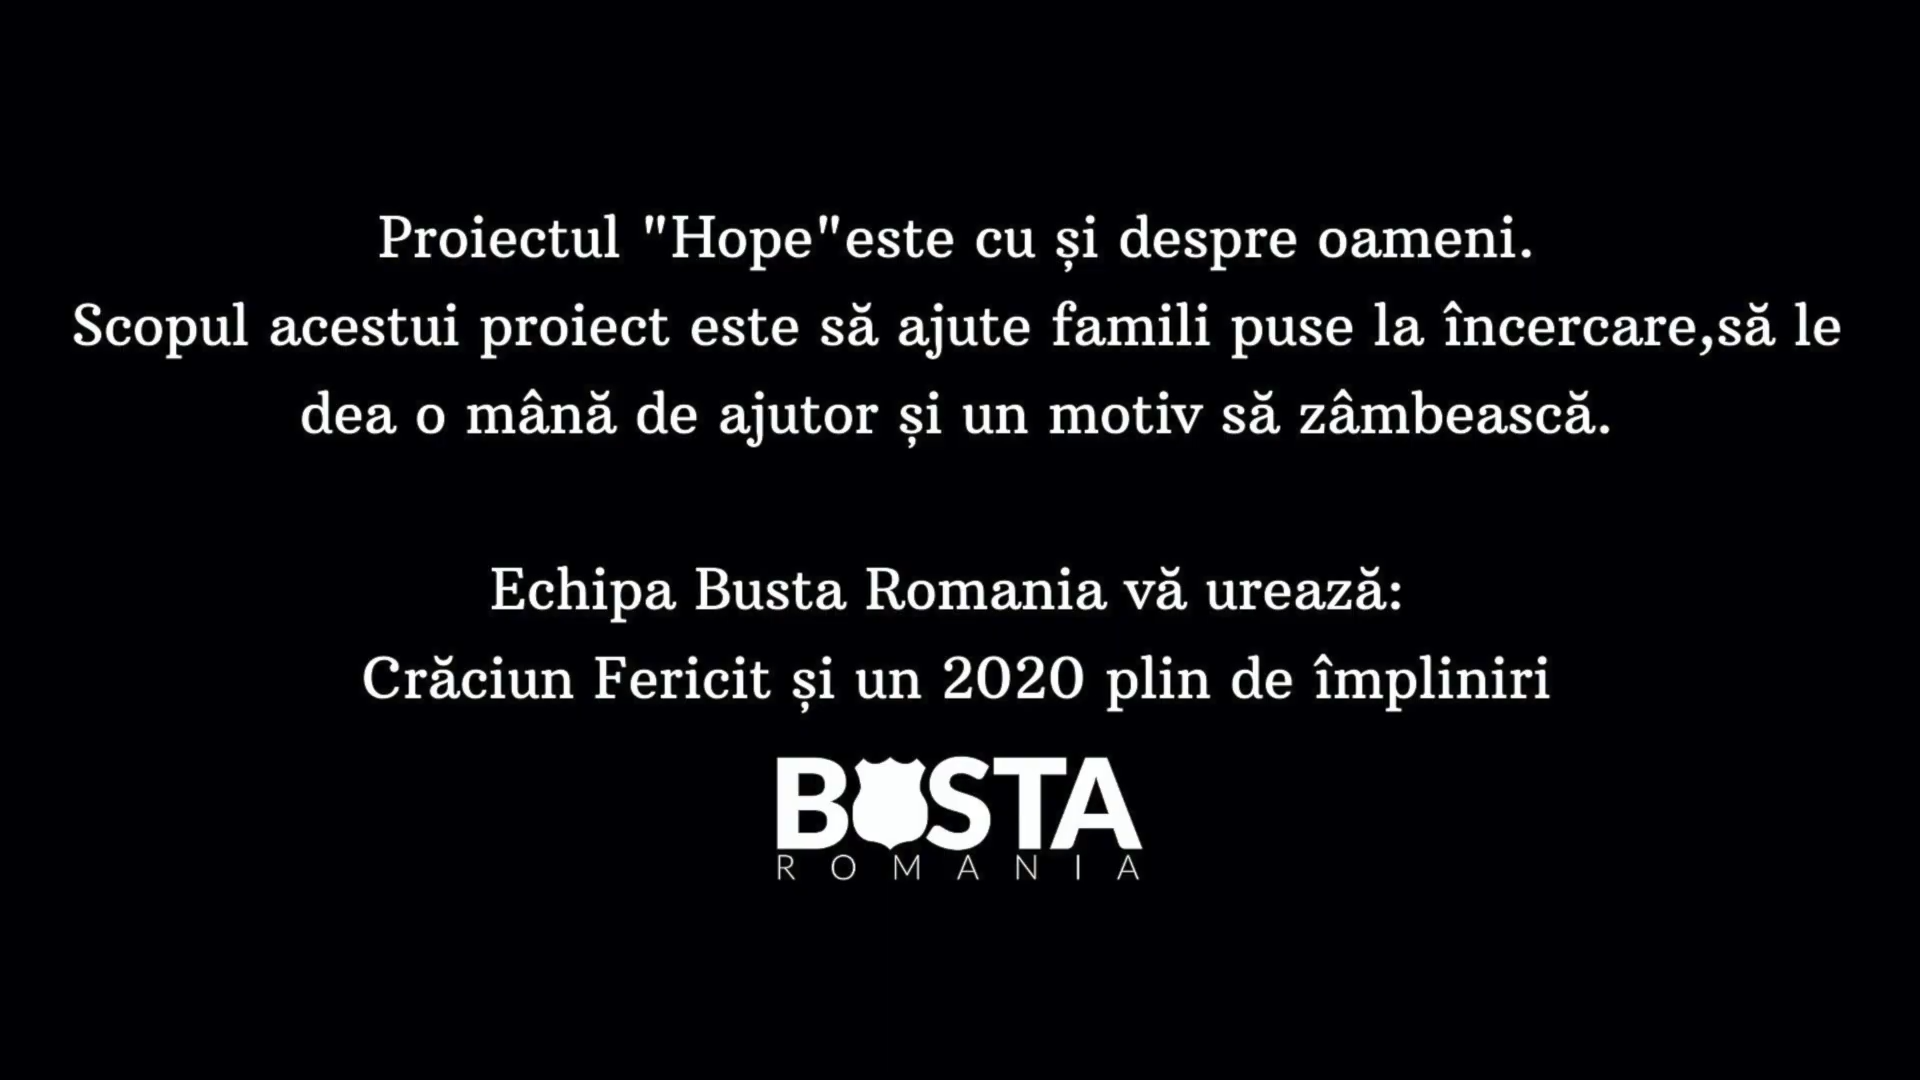 Proiectul "Hope"este cu și despre oameni.
Scopul acestui proiect este să ajute famili puse la încercare,să le
dea o mână de ajutor și un motiv să zâmbească.
Echipa Busta Romania vă urează:
Crăciun Fericit și un 2020 plin de împliniri
BUSTA
ROMANIA